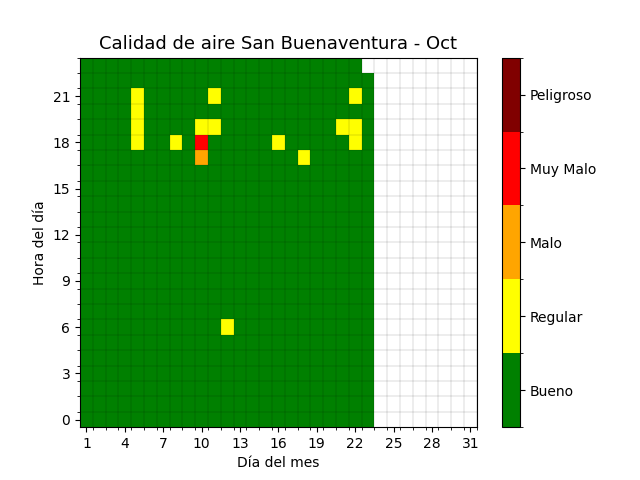 Calidad de aire San Buenaventura - Oct
Hora del día
21
18
15
12
9
6
3
0
1 4 7 10 13 16 19 22 25 28 31
Día del mes
Peligroso
Muy Malo
Malo
Regular
Bueno